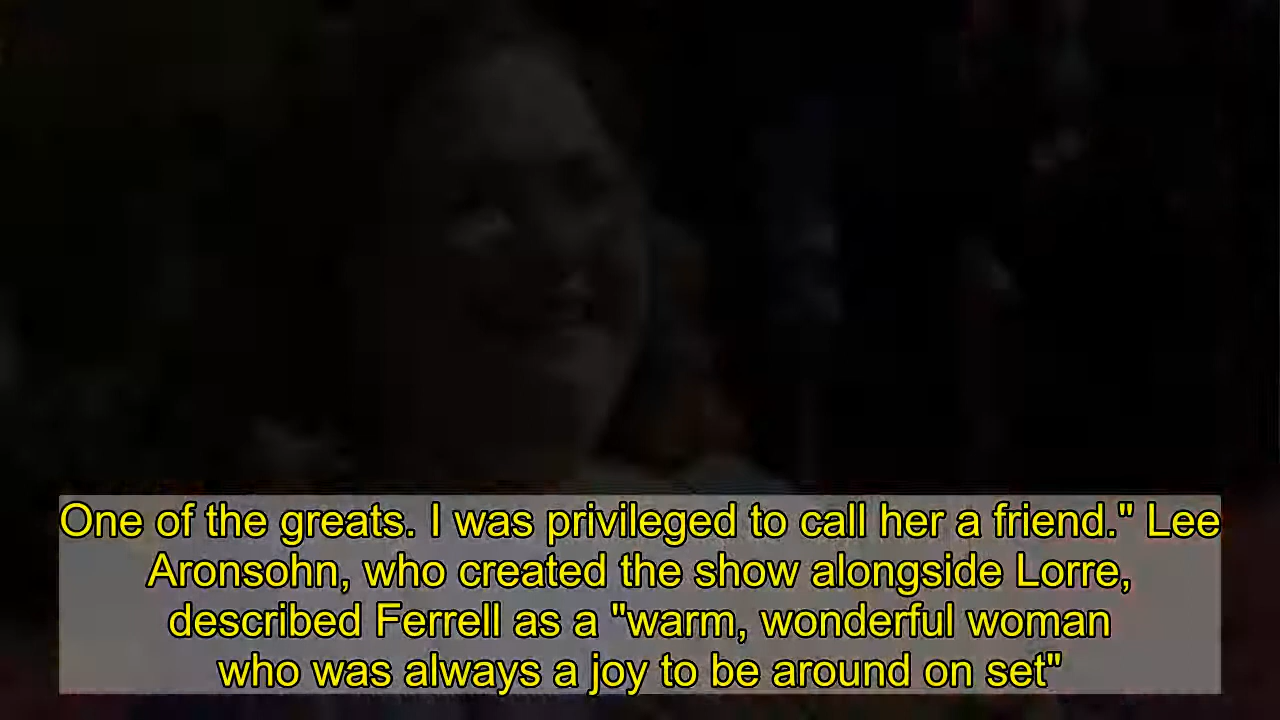 One of the greats. I was privileged to call her a friend." Lee
Aronsohn, who created the show alongside Lorre,
described Ferrell as a "warm, wonderful woman
who was always a joy to be around on set"